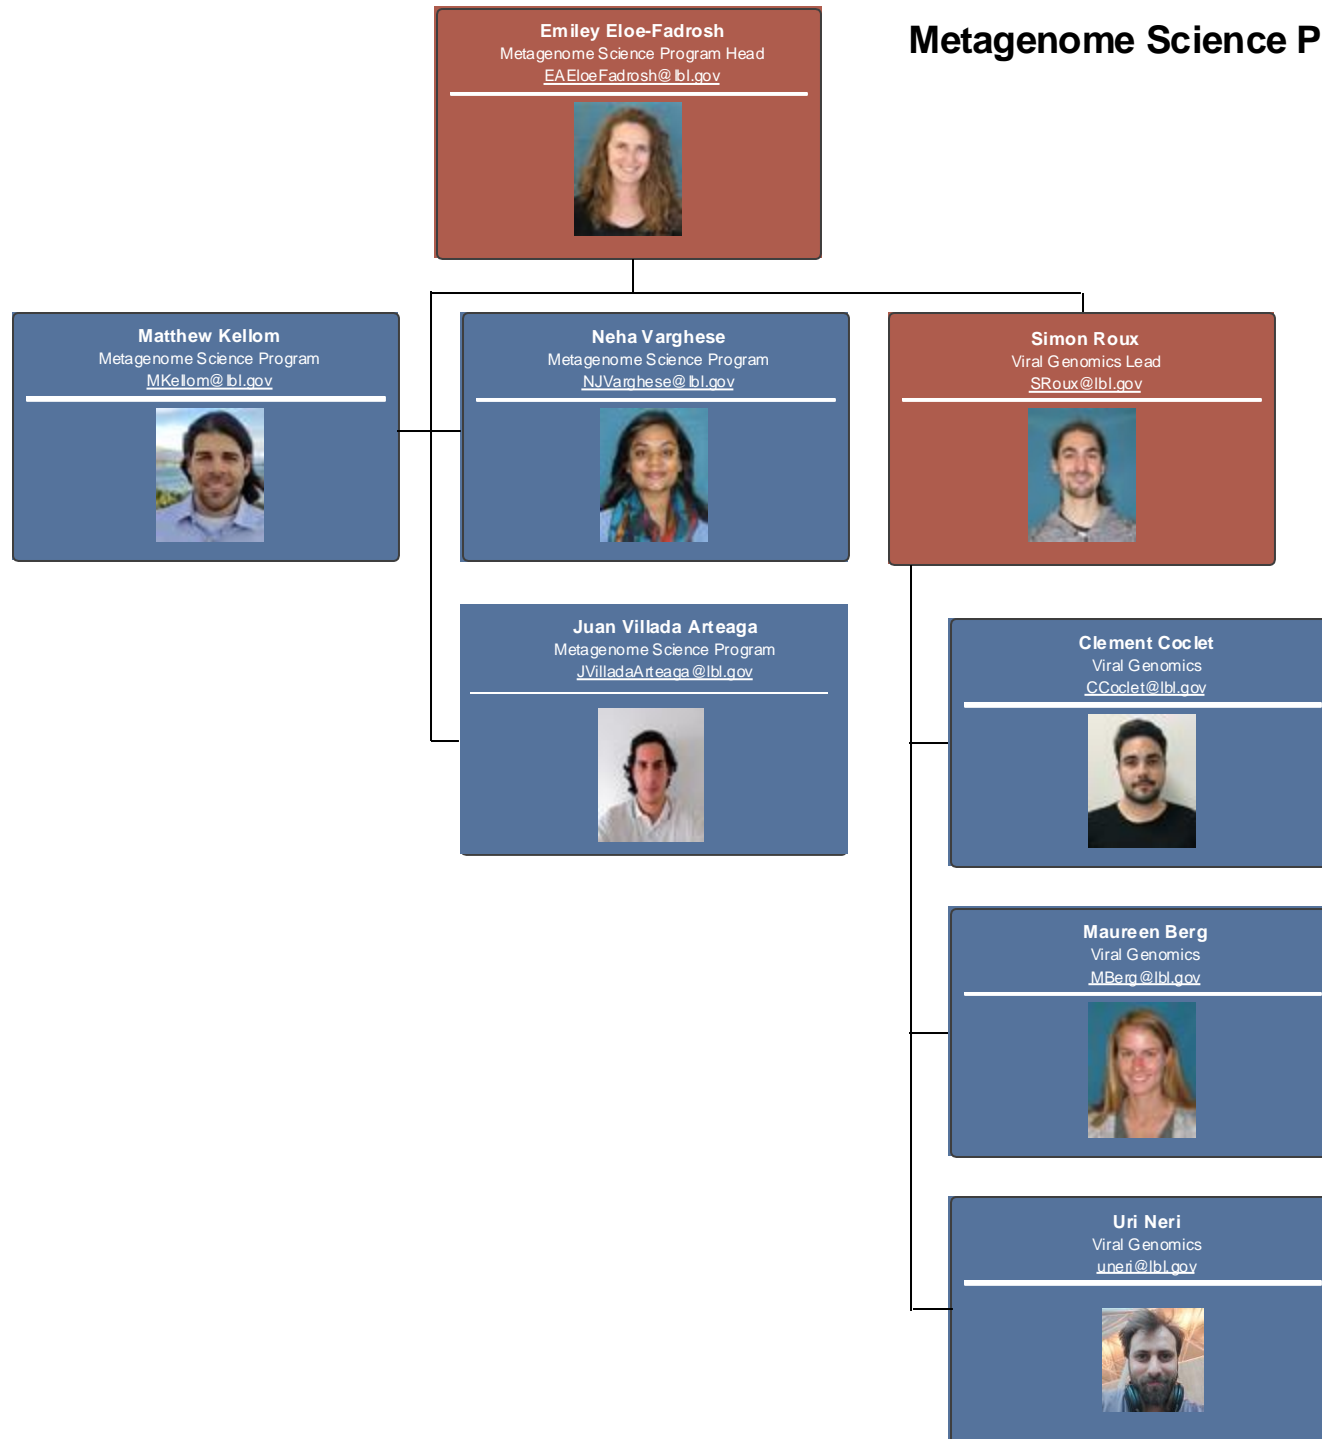 Metagenome Science P
Emiley Eloe-Fadrosh
Metagenome Science Program Head
EAEloeFadrosh@lbl.gov
Matthew Kellom
Metagenome Science Program
MKellom@lbl.gov
Neha Varghese
Metagenome Science Program
NJVarghese@lbl.gov
Simon Roux
Viral Genomics Lead
SRoux@lbl.gov
Juan Villada Arteaga
Metagenome Science Program
JVilladaArteaga@lbl.gov
Clement Coclet
Viral Genomics
CCoclet@lbl.gov
Maureen Berg
Viral Genomics
MBerg@lbl.gov
Uri Neri
Viral Genomics
uneri@lbl.gov